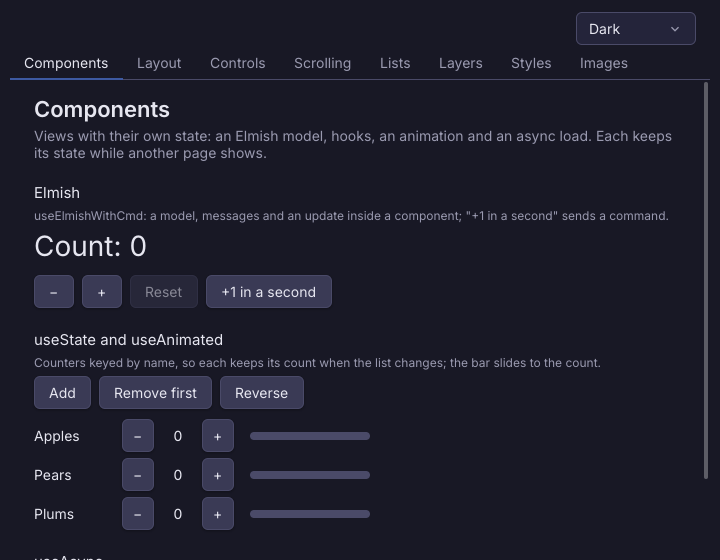 Dark
Components Layout Controls Scrolling Lists Layers Styles Images
Components
Views with their own state: an Elmish model, hooks, an animation and an async load. Each keeps
its state while another page shows.
Elmish
useElmishWithCmd: a model, messages and an update inside a component; "+1 in a second" sends a command.
Count: 0
− + Reset +1 in a second
useState and useAnimated
Counters keyed by name, so each keeps its count when the list changes; the bar slides to the count.
Add Remove first Reverse
Apples − 0 +
Pears − 0 +
Plums − 0 +
useAsync